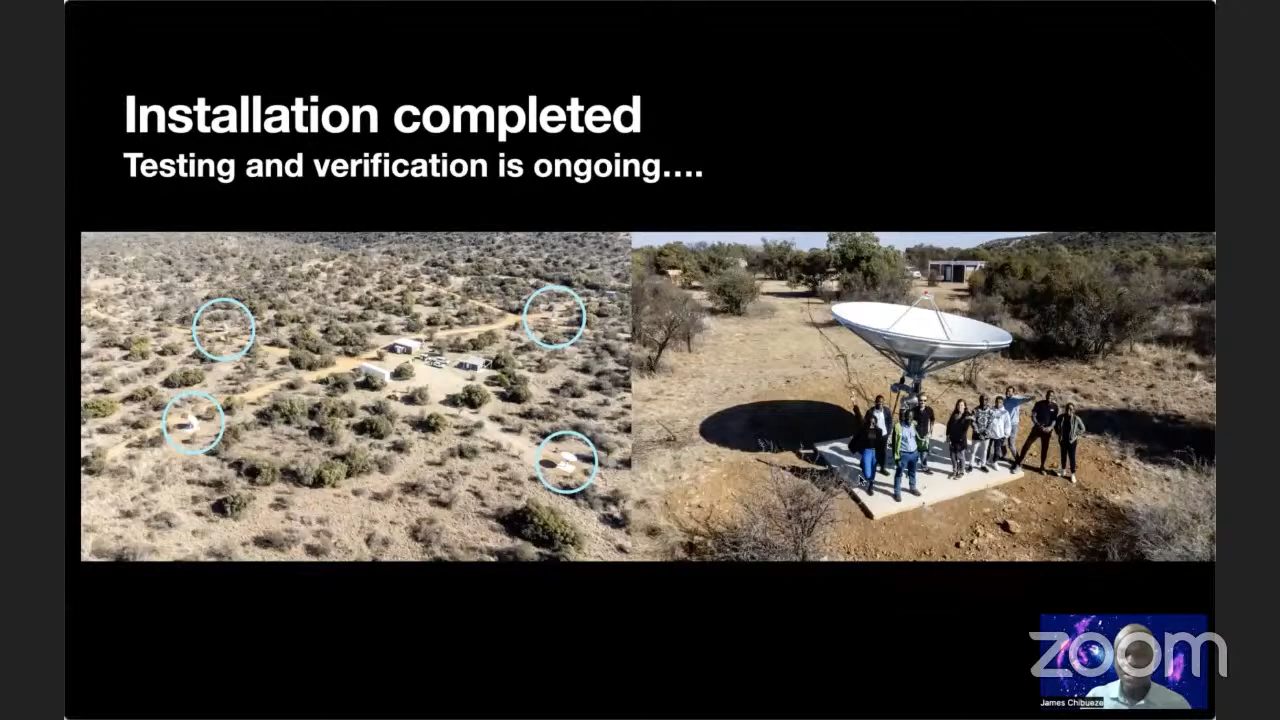 Installation completed
Testing and verification is ongoing....
zoom
James Chibueze